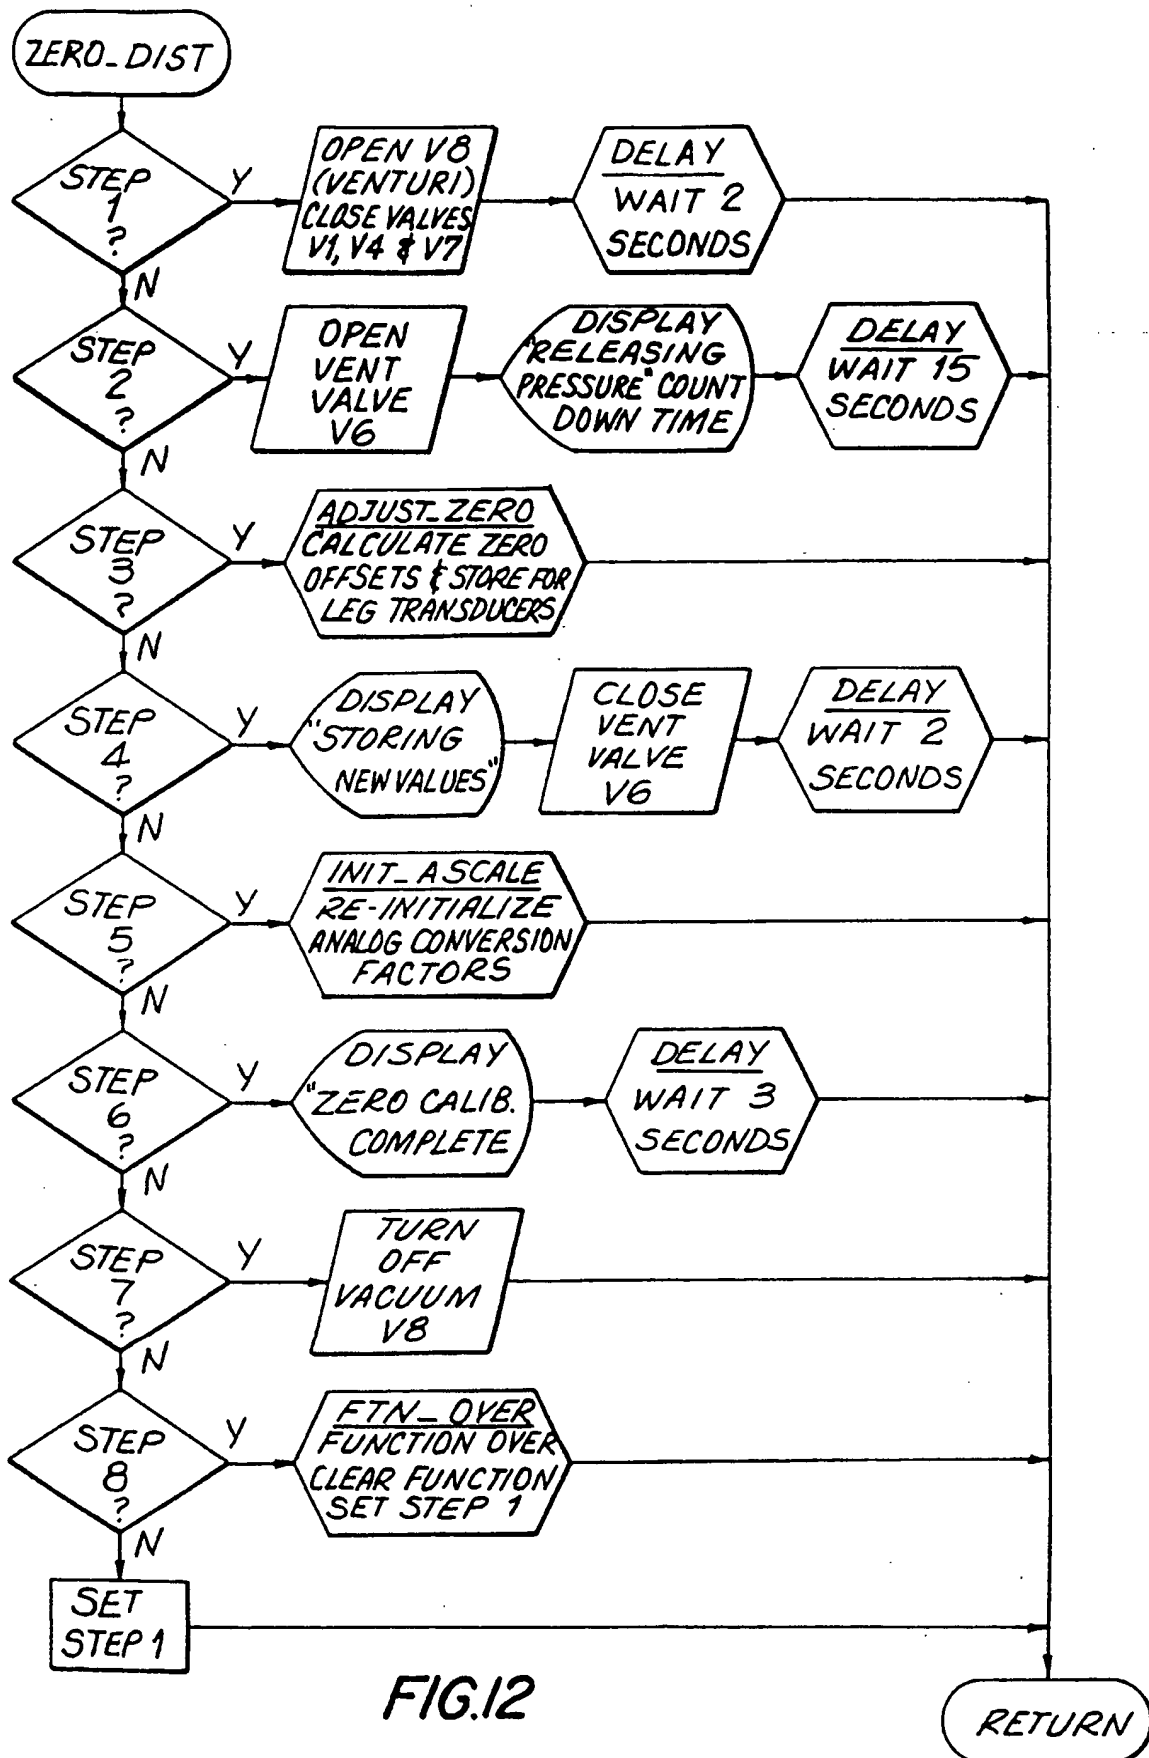 ZERO_DIST
STEP
1
?
Y
N
OPEN V8
(VENTURI)
CLOSE VALVES
V1, V4 & V7
DELAY
WAIT 2
SECONDS
STEP
2
?
Y
N
OPEN
VENT
VALVE
V6
DISPLAY
"RELEASING
PRESSURE" COUNT
DOWN TIME
DELAY
WAIT 15
SECONDS
STEP
3
?
Y
N
ADJUST_ZERO
CALCULATE ZERO
OFFSETS & STORE FOR
LEG TRANSDUCERS
STEP
4
?
Y
N
DISPLAY
"STORING
NEW VALUES"
CLOSE
VENT
VALVE
V6
DELAY
WAIT 2
SECONDS
STEP
5
?
Y
N
INIT_ASCALE
RE-INITIALIZE
ANALOG CONVERSION
FACTORS
STEP
6
?
Y
N
DISPLAY
"ZERO CALIB.
COMPLETE
DELAY
WAIT 3
SECONDS
STEP
7
?
Y
N
TURN
OFF
VACUUM
V8
STEP
8
?
Y
N
FTN_OVER
FUNCTION OVER
CLEAR FUNCTION
SET STEP 1
SET
STEP 1
RETURN
FIG.12